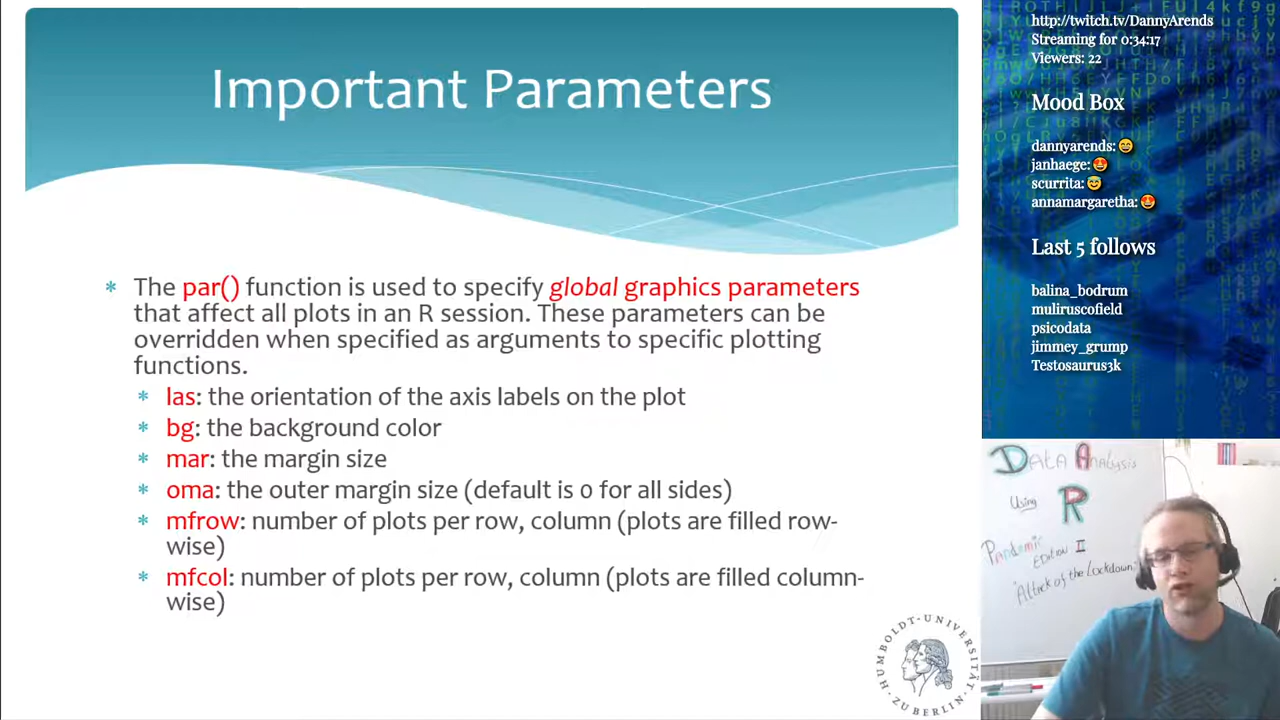 Important Parameters
* The par() function is used to specify global graphics parameters
that affect all plots in an R session. These parameters can be
overridden when specified as arguments to specific plotting
functions.
* las: the orientation of the axis labels on the plot
* bg: the background color
* mar: the margin size
* oma: the outer margin size (default is 0 for all sides)
* mfrow: number of plots per row, column (plots are filled row-
wise)
* mfcol: number of plots per row, column (plots are filled column-
wise)
HUMBOLDT-UNIVERSITÄT
ZU BERLIN
http://twitch.tv/DannyArends
Streaming for 0:34:17
Viewers: 22
Mood Box
dannyarends: 😄
janhaege: 😍
scurrita: 😇
annamargaretha: 😍
Last 5 follows
balina_bodrum
muliruscofield
psicodata
jimmey_grump
Testosaurus3k
Data Analysis
Using R
Pandemic
Edition II
"Attack of the Lockdown"